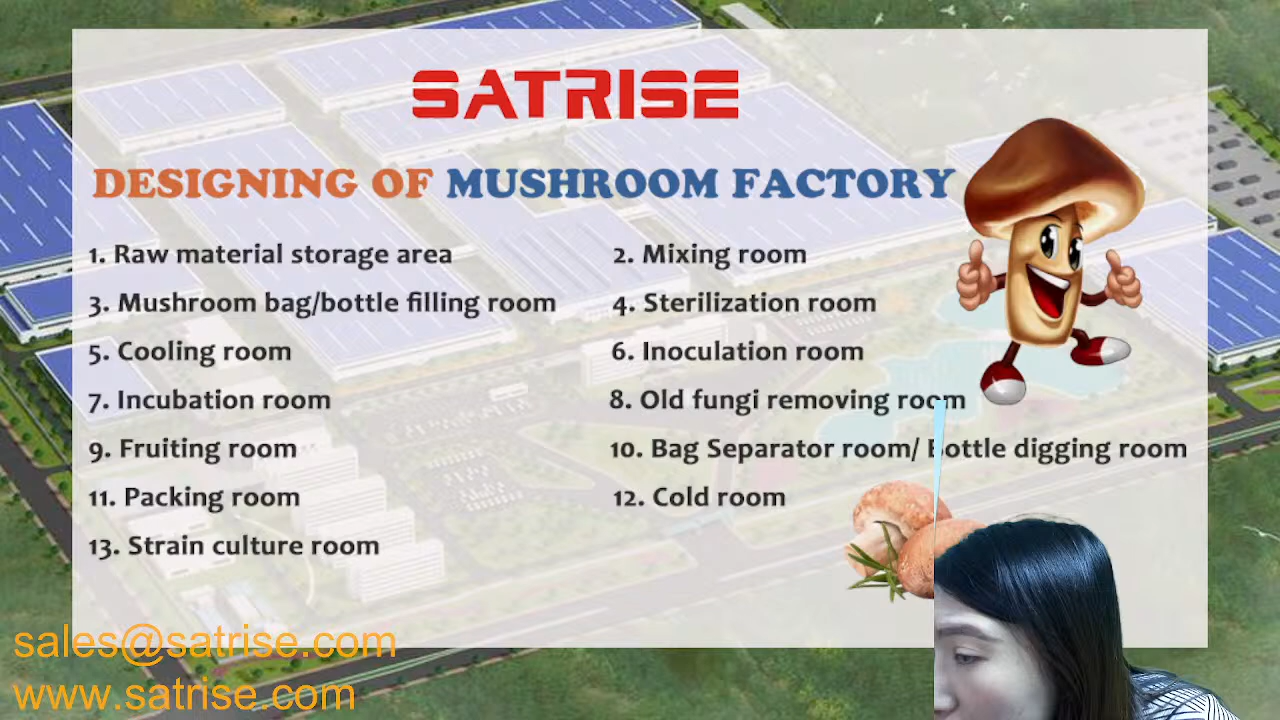 SATRISE
DESIGNING OF MUSHROOM FACTORY
1. Raw material storage area
2. Mixing room
3. Mushroom bag/bottle filling room
4. Sterilization room
5. Cooling room
6. Inoculation room
7. Incubation room
8. Old fungi removing room
9. Fruiting room
10. Bag Separator room/ Bottle digging room
11. Packing room
12. Cold room
13. Strain culture room
sales@satrise.com
www.satrise.com